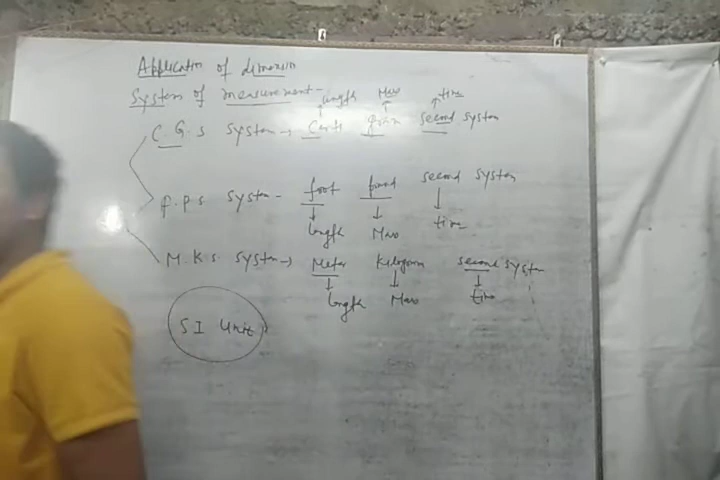 Application of dimension
System of measurement -
length Mass time
C.G.s system → Centi gram second system
F.P.S. system - foot pound second system
length Mass time
M.K.S. system → Meter Kilogram second system
length Mass time
SI Unit